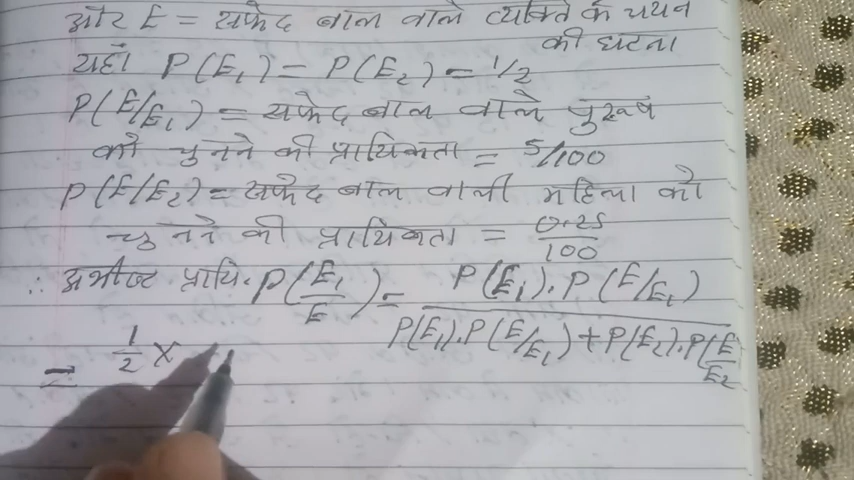 और E = सफेद बाल वाले व्यक्ति के चयन
की घटना
यहाँ P(E₁) = P(E₂) = 1/2
P(E/E₁) = सफेद बाल वाले पुरूष
को चुनने की प्रायिकता = 5/100
P(E/E₂) = सफेद बाल वाली महिला को
चुनने की प्रायिकता = 0.25/100
∴ अभीष्ट प्रायि. P(E₁/E) = P(E₁).P(E/E₁) / P(E₁).P(E/E₁)+P(E₂).P(E/E₂
= 1/2 ×